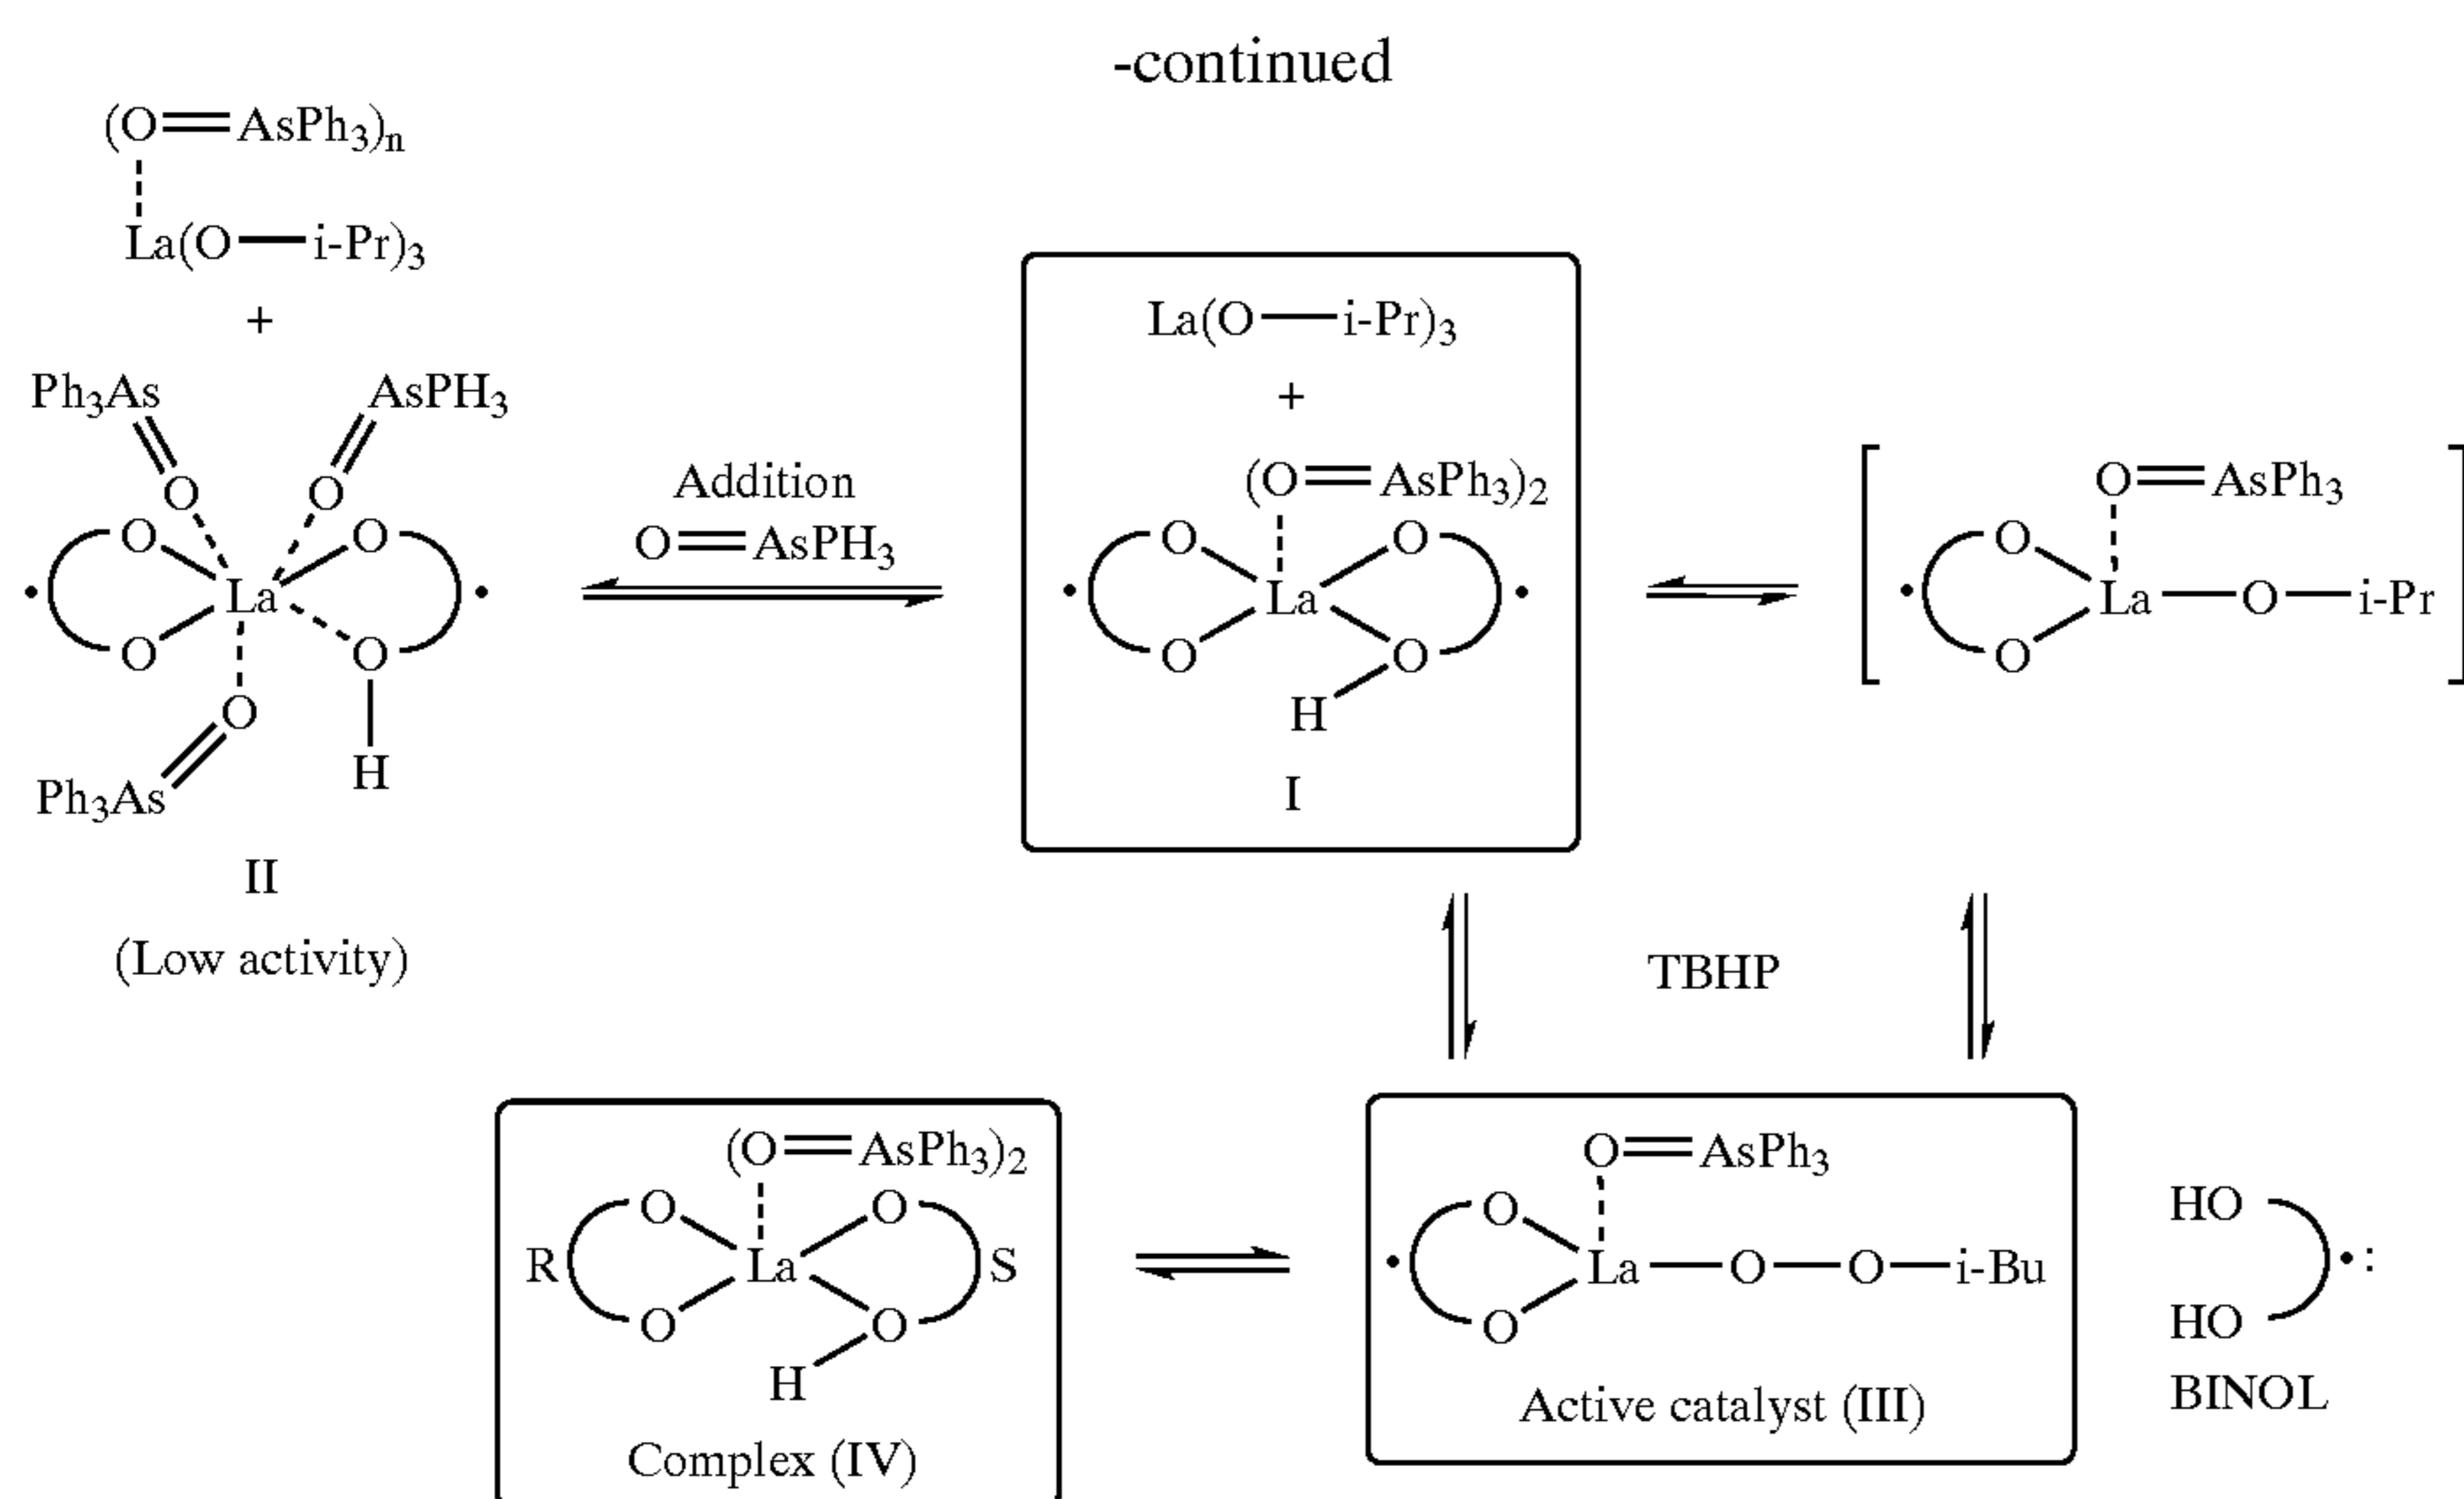 -continued
(O=AsPh3)n
La(O—i-Pr)3
+
Ph3As
AsPH3
O
O
O
O
La
O
O
O
H
Ph3As
II
(Low activity)
Addition
O=AsPH3
La(O—i-Pr)3
+
(O=AsPh3)2
O
O
La
O
O
H
I
O=AsPh3
O
La—O—i-Pr
O
TBHP
(O=AsPh3)2
O
O
R
La
S
O
O
H
Complex (IV)
O=AsPh3
O
La—O—O—i-Bu
O
Active catalyst (III)
HO
:
HO
BINOL